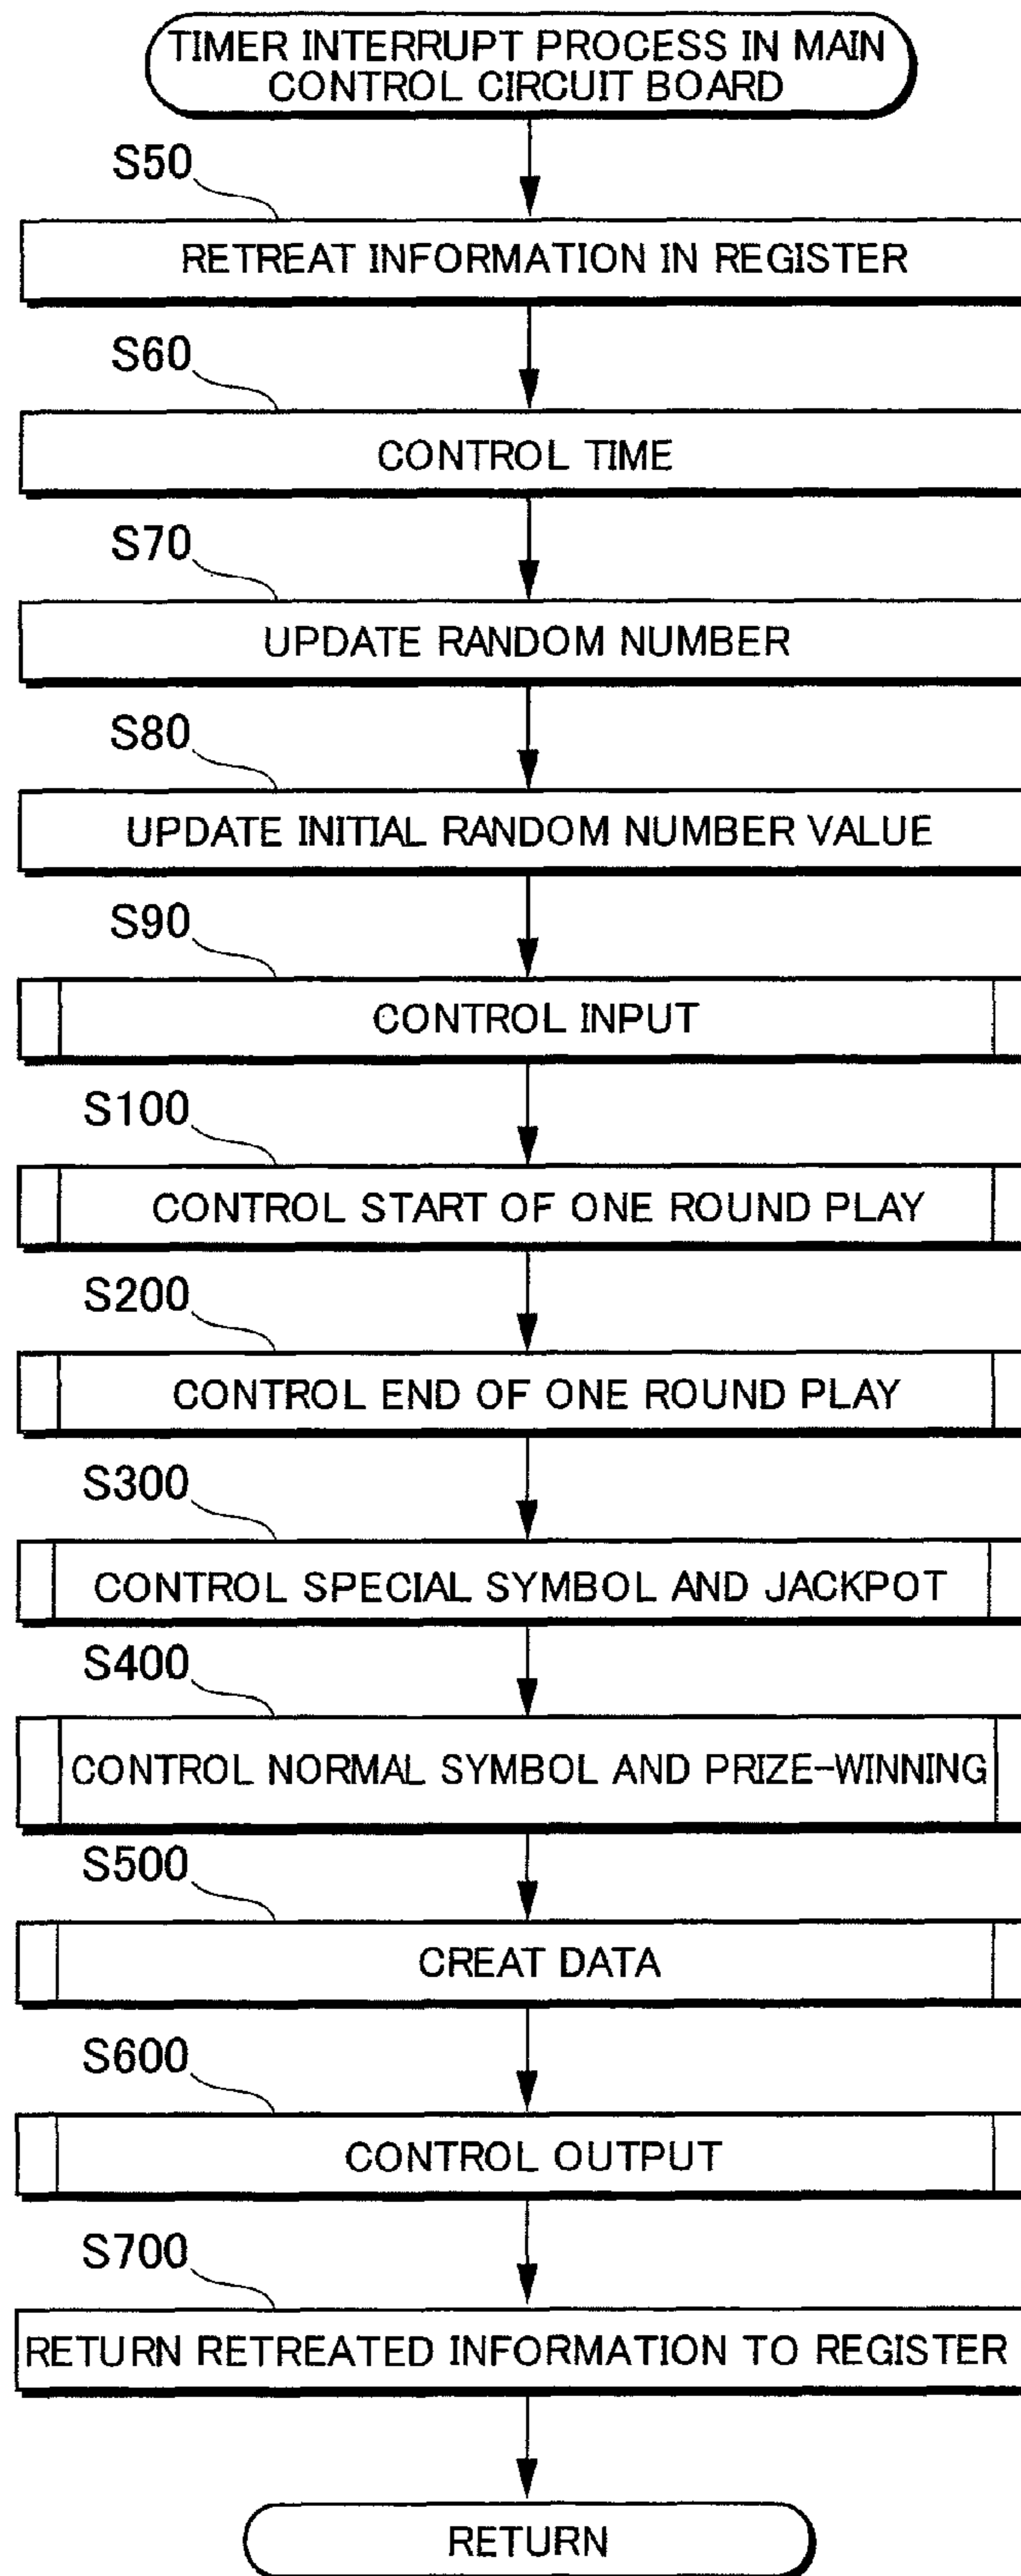 TIMER INTERRUPT PROCESS IN MAIN
CONTROL CIRCUIT BOARD
S50
RETREAT INFORMATION IN REGISTER
S60
CONTROL TIME
S70
UPDATE RANDOM NUMBER
S80
UPDATE INITIAL RANDOM NUMBER VALUE
S90
CONTROL INPUT
S100
CONTROL START OF ONE ROUND PLAY
S200
CONTROL END OF ONE ROUND PLAY
S300
CONTROL SPECIAL SYMBOL AND JACKPOT
S400
CONTROL NORMAL SYMBOL AND PRIZE-WINNING
S500
CREAT DATA
S600
CONTROL OUTPUT
S700
RETURN RETREATED INFORMATION TO REGISTER
RETURN